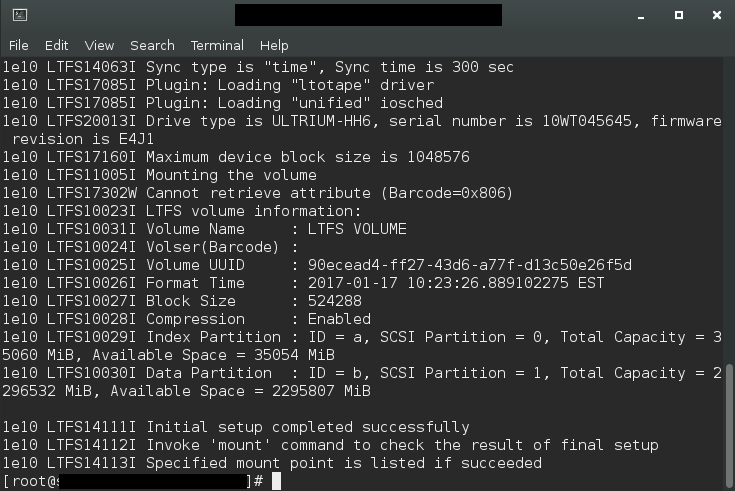 File Edit View Search Terminal Help
1e10 LTFS14063I Sync type is "time", Sync time is 300 sec
1e10 LTFS17085I Plugin: Loading "ltotape" driver
1e10 LTFS17085I Plugin: Loading "unified" iosched
1e10 LTFS20013I Drive type is ULTRIUM-HH6, serial number is 10WT045645, firmware
 revision is E4J1
1e10 LTFS17160I Maximum device block size is 1048576
1e10 LTFS11005I Mounting the volume
1e10 LTFS17302W Cannot retrieve attribute (Barcode=0x806)
1e10 LTFS10023I LTFS volume information:
1e10 LTFS10031I Volume Name     : LTFS VOLUME
1e10 LTFS10024I Volser(Barcode) :
1e10 LTFS10025I Volume UUID     : 90ecead4-ff27-43d6-a77f-d13c50e26f5d
1e10 LTFS10026I Format Time     : 2017-01-17 10:23:26.889102275 EST
1e10 LTFS10027I Block Size      : 524288
1e10 LTFS10028I Compression     : Enabled
1e10 LTFS10029I Index Partition : ID = a, SCSI Partition = 0, Total Capacity = 3
5060 MiB, Available Space = 35054 MiB
1e10 LTFS10030I Data Partition  : ID = b, SCSI Partition = 1, Total Capacity = 2
296532 MiB, Available Space = 2295807 MiB
1e10 LTFS14111I Initial setup completed successfully
1e10 LTFS14112I Invoke 'mount' command to check the result of final setup
1e10 LTFS14113I Specified mount point is listed if succeeded
[root@s ]#